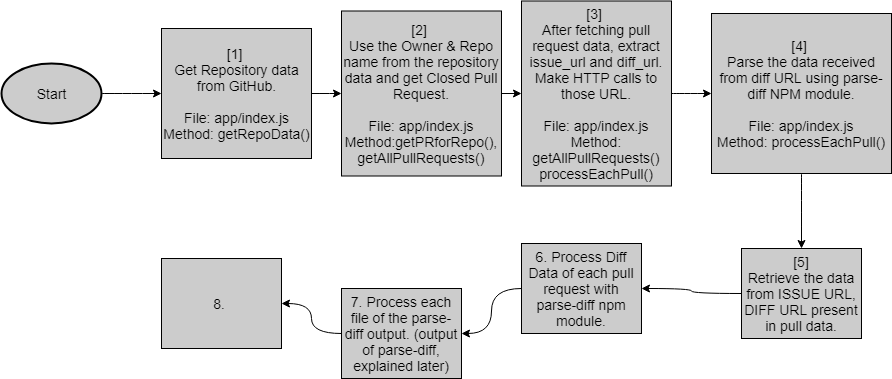 Start
[1]
Get Repository data
from GitHub.
File: app/index.js
Method: getRepoData()
[2]
Use the Owner & Repo
name from the repository
data and get Closed Pull
Request.
File: app/index.js
Method:getPRforRepo(),
getAllPullRequests()
[3]
After fetching pull
request data, extract
issue_url and diff_url.
Make HTTP calls to
those URL.
File: app/index.js
Method:
getAllPullRequests()
processEachPull()
[4]
Parse the data received
from diff URL using parse-
diff NPM module.
File: app/index.js
Method: processEachPull()
[5]
Retrieve the data
from ISSUE URL,
DIFF URL present
in pull data.
6. Process Diff
Data of each pull
request with
parse-diff npm
module.
7. Process each
file of the parse-
diff output. (output
of parse-diff,
explained later)
8.